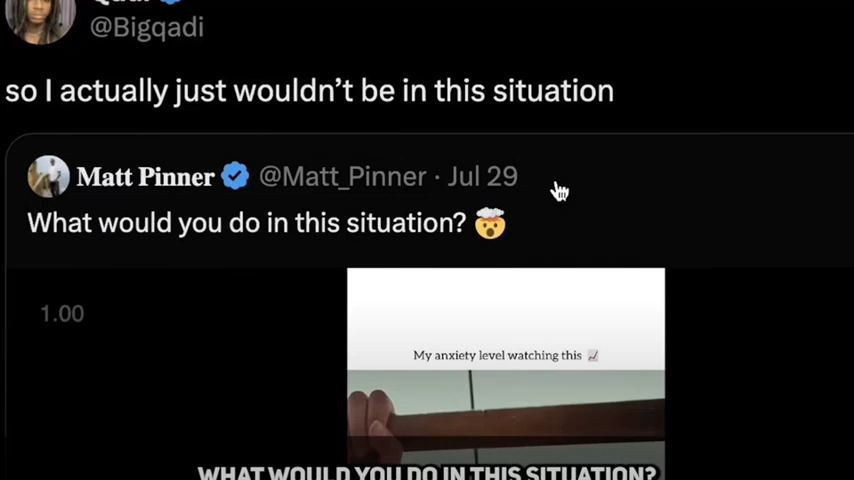 @Bigqadi
so I actually just wouldn't be in this situation
Matt Pinner @Matt_Pinner · Jul 29
What would you do in this situation? 🤯
1.00
My anxiety level watching this 📈
WHAT WOULD YOU DO IN THIS SITUATION?